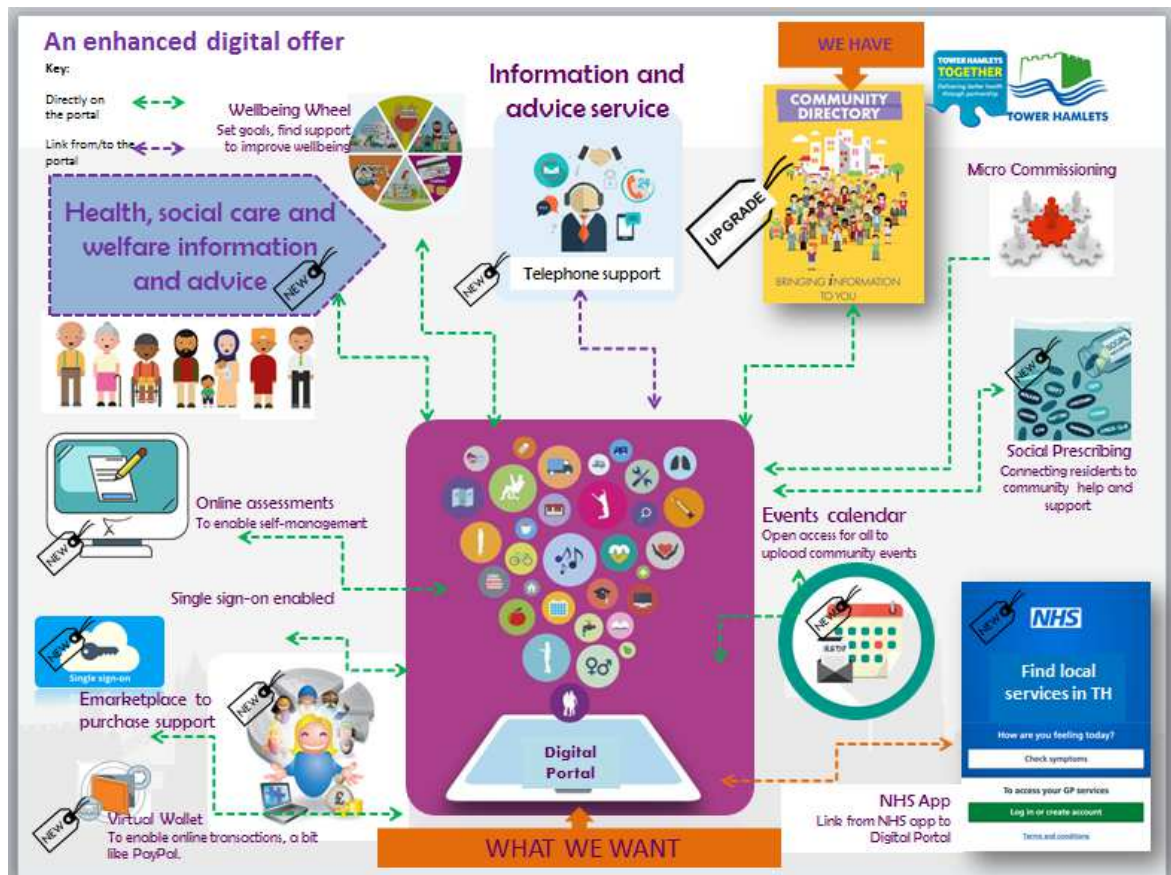 An enhanced digital offer
Key:
Directly on
the portal
Link from/to the
portal
Wellbeing Wheel
Set goals, find support
to improve wellbeing
Information and
advice service
NEW
Telephone support
WE HAVE
COMMUNITY
DIRECTORY
UPGRADE
BRINGING iNFORMATION
TO YOU
TOWER HAMLETS
TOGETHER
Delivering better health
through partnership
TOWER HAMLETS
Micro Commissioning
Health, social care and
welfare information
and advice
NEW
NEW
SOCIAL
Social Prescribing
Connecting residents to
community help and
support
NEW
Online assessments
To enable self-management
Events calendar
Open access for all to
upload community events
NEW
Single sign-on enabled
NEW
Single sign-on
Emarketplace to
purchase support
NEW
NEW
Virtual Wallet
To enable online transactions, a bit
like PayPal.
Digital
Portal
WHAT WE WANT
NEW
NHS
Find local
services in TH
How are you feeling today?
Check symptoms
To access your GP services
Log in or create account
Terms and conditions
NHS App
Link from NHS app to
Digital Portal